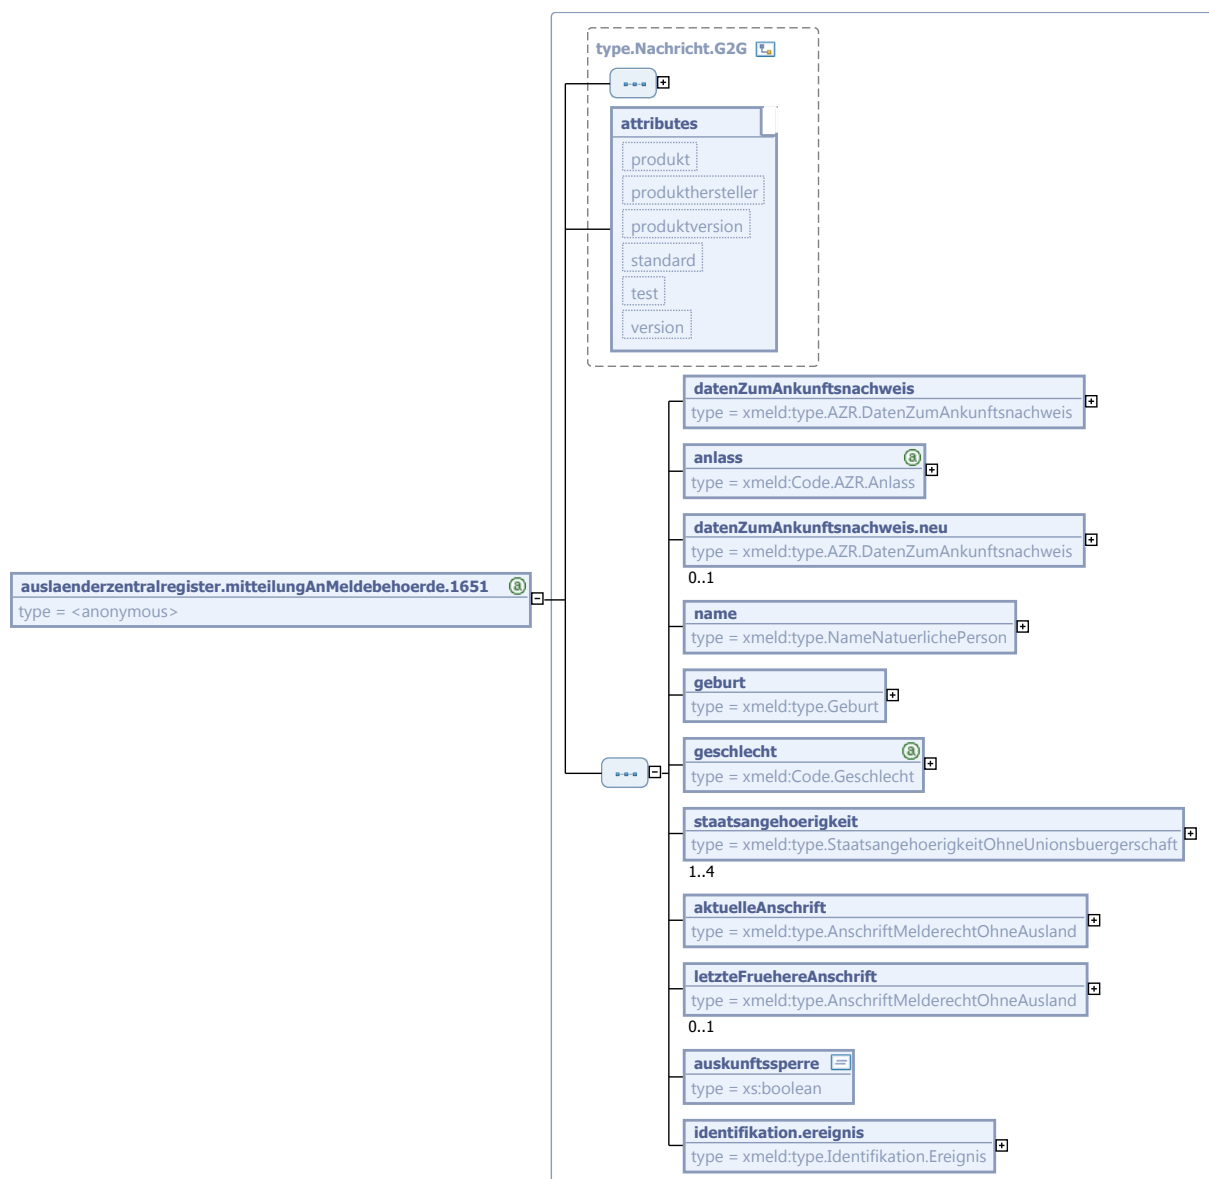 type.Nachricht.G2G
attributes
produkt
produkthersteller
produktversion
standard
test
version
datenZumAnkunftsnachweis
type = xmeld:type.AZR.DatenZumAnkunftsnachweis
anlass
type = xmeld:Code.AZR.Anlass
datenZumAnkunftsnachweis.neu
type = xmeld:type.AZR.DatenZumAnkunftsnachweis
0..1
auslaenderzentralregister.mitteilungAnMeldebehoerde.1651
type = <anonymous>
name
type = xmeld:type.NameNatuerlichePerson
geburt
type = xmeld:type.Geburt
geschlecht
type = xmeld:Code.Geschlecht
staatsangehoerigkeit
type = xmeld:type.StaatsangehoerigkeitOhneUnionsbuergerschaft
1..4
aktuelleAnschrift
type = xmeld:type.AnschriftMelderechtOhneAusland
letzteFruehereAnschrift
type = xmeld:type.AnschriftMelderechtOhneAusland
0..1
auskunftssperre
type = xs:boolean
identifikation.ereignis
type = xmeld:type.Identifikation.Ereignis